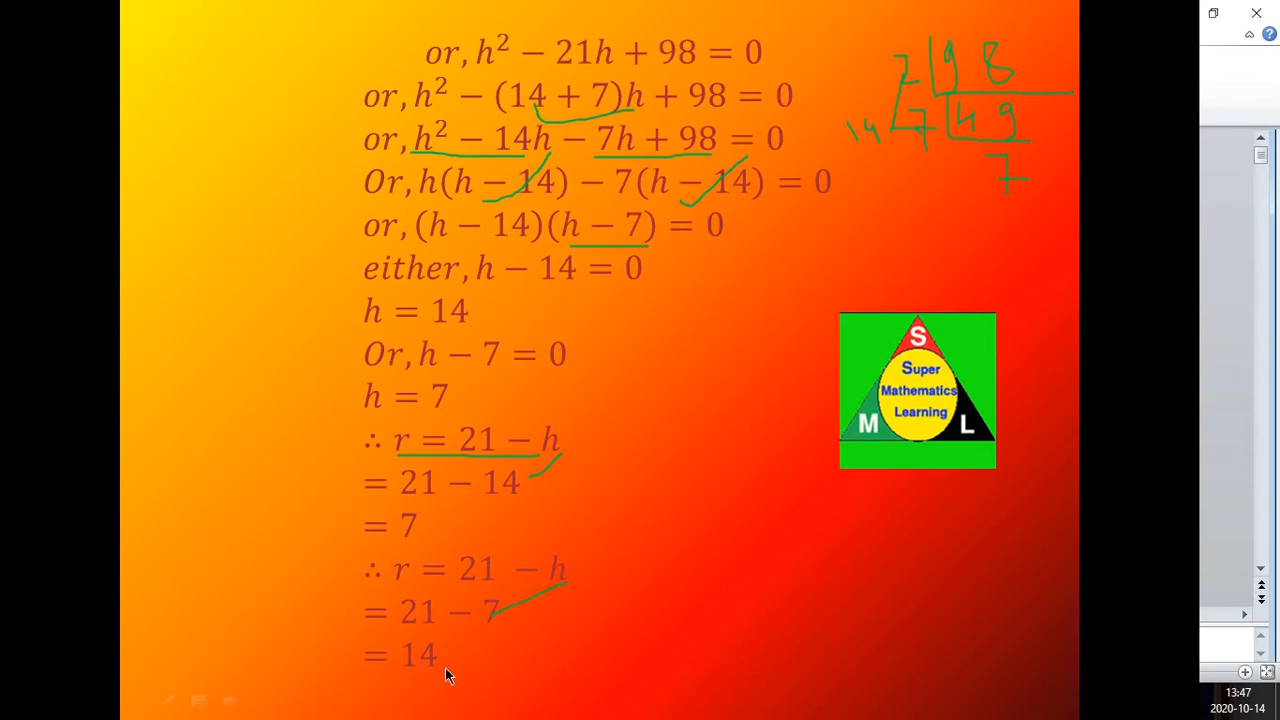 or, h² − 21h + 98 = 0
or, h² − (14 + 7)h + 98 = 0
or, h² − 14h − 7h + 98 = 0
Or, h(h − 14) − 7(h − 14) = 0
or, (h − 14)(h − 7) = 0
either, h − 14 = 0
h = 14
Or, h − 7 = 0
h = 7
∴ r = 21 − h
= 21 − 14
= 7
∴ r = 21 − h
= 21 − 7
= 14
2 98
14 7 49
7
S
Super
Mathematics
Learning
M L
13:47
2020-10-14